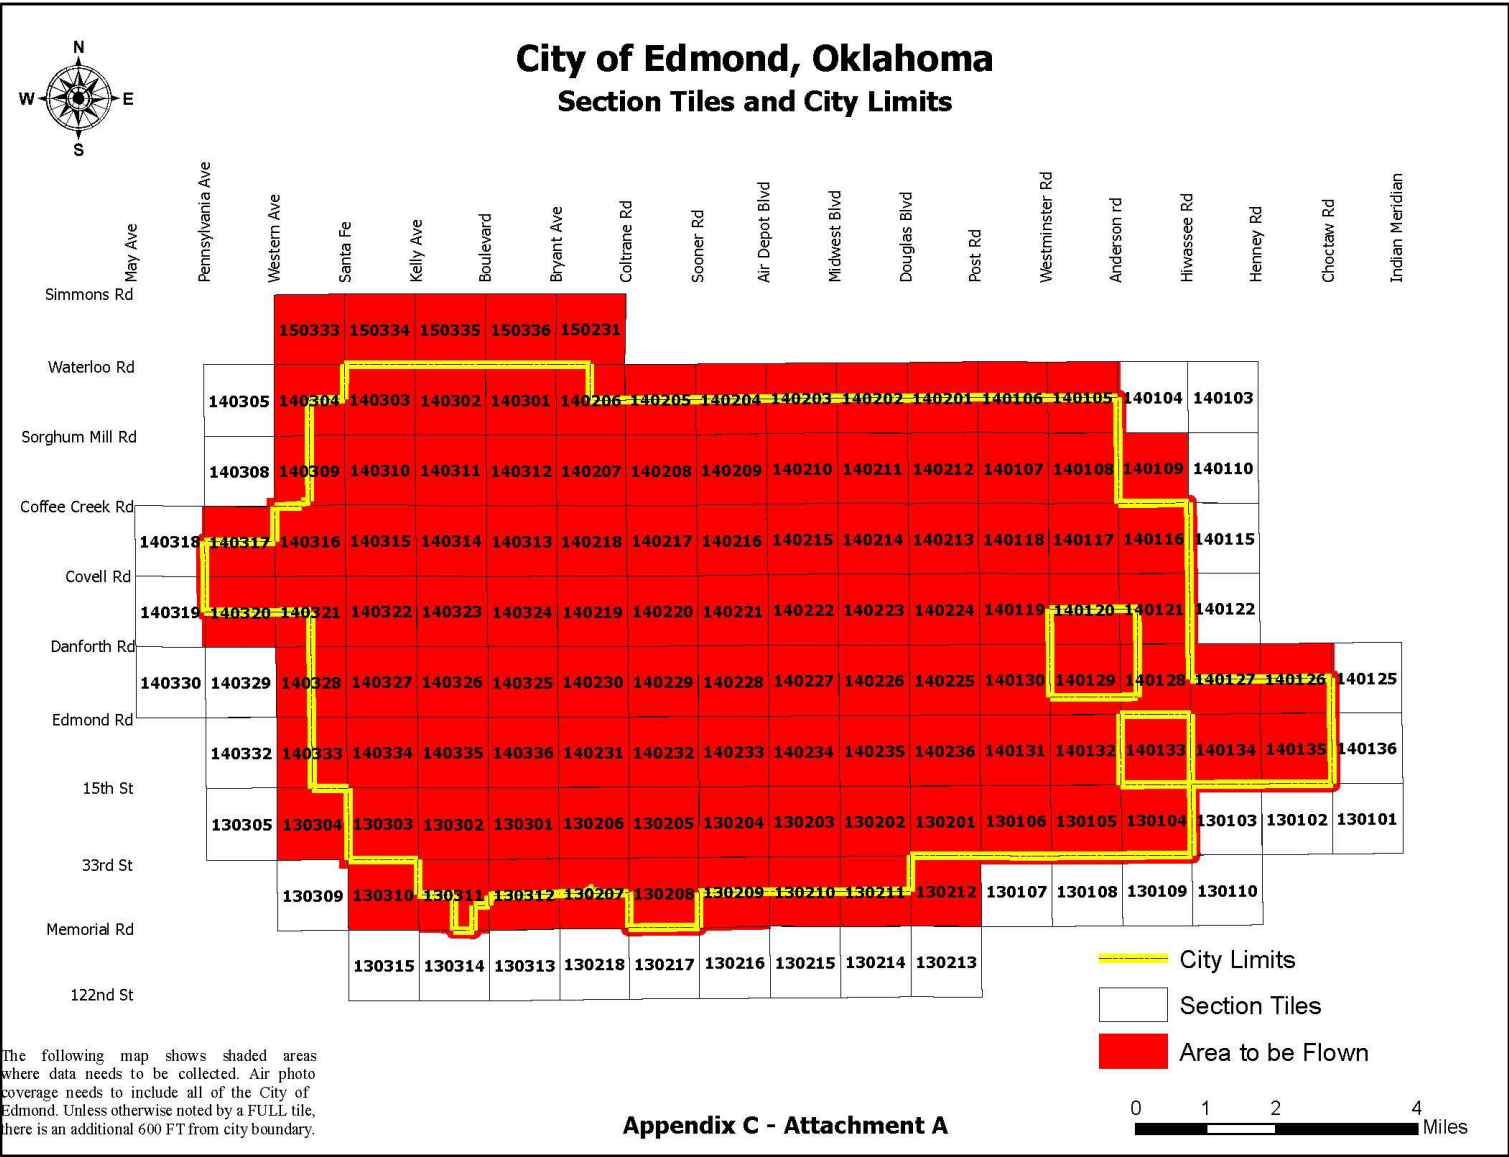 City of Edmond, Oklahoma
Section Tiles and City Limits
N
W E
S
May Ave
Pennsylvania Ave
Western Ave
Santa Fe
Kelly Ave
Boulevard
Bryant Ave
Coltrane Rd
Sooner Rd
Air Depot Blvd
Midwest Blvd
Douglas Blvd
Post Rd
Westminster Rd
Anderson rd
Hiwassee Rd
Henney Rd
Choctaw Rd
Indian Meridian
Simmons Rd
150333 150334 150335 150336 150231
Waterloo Rd
140305 140304 140303 140302 140301 140206 140205 140204 140203 140202 140201 140106 140105 140104 140103
Sorghum Mill Rd
140308 140309 140310 140311 140312 140207 140208 140209 140210 140211 140212 140107 140108 140109 140110
Coffee Creek Rd
140318 140317 140316 140315 140314 140313 140218 140217 140216 140215 140214 140213 140118 140117 140116 140115
Covell Rd
140319 140320 140321 140322 140323 140324 140219 140220 140221 140222 140223 140224 140119 140120 140121 140122
Danforth Rd
140330 140329 140328 140327 140326 140325 140230 140229 140228 140227 140226 140225 140130 140129 140128 140127 140126 140125
Edmond Rd
140332 140333 140334 140335 140336 140231 140232 140233 140234 140235 140236 140131 140132 140133 140134 140135 140136
15th St
130305 130304 130303 130302 130301 130206 130205 130204 130203 130202 130201 130106 130105 130104 130103 130102 130101
33rd St
130309 130310 130311 130312 130207 130208 130209 130210 130211 130212 130107 130108 130109 130110
Memorial Rd
130315 130314 130313 130218 130217 130216 130215 130214 130213
122nd St
City Limits
Section Tiles
Area to be Flown
The following map shows shaded areas
where data needs to be collected. Air photo
coverage needs to include all of the City of
Edmond. Unless otherwise noted by a FULL tile,
there is an additional 600 FT from city boundary.
Appendix C - Attachment A
0 1 2 4
Miles